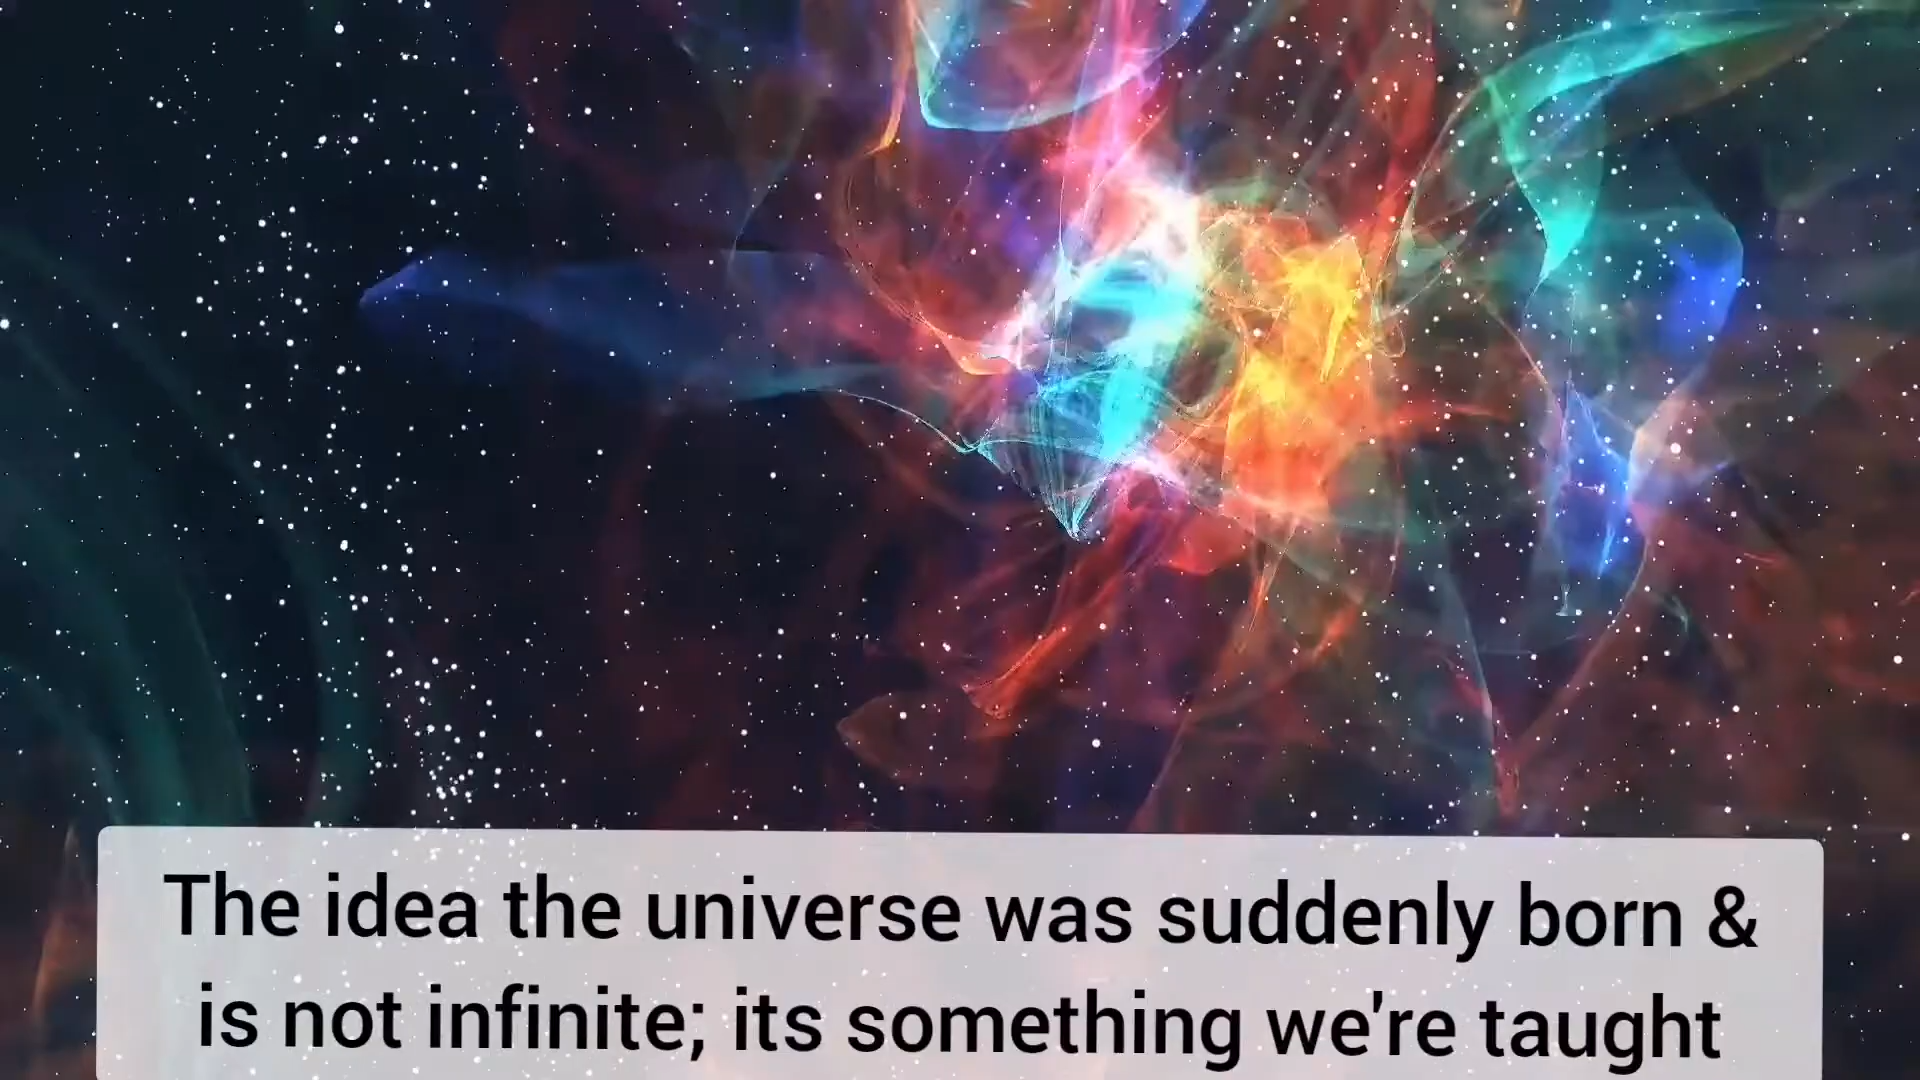 The idea the universe was suddenly born &
is not infinite; its something we're taught